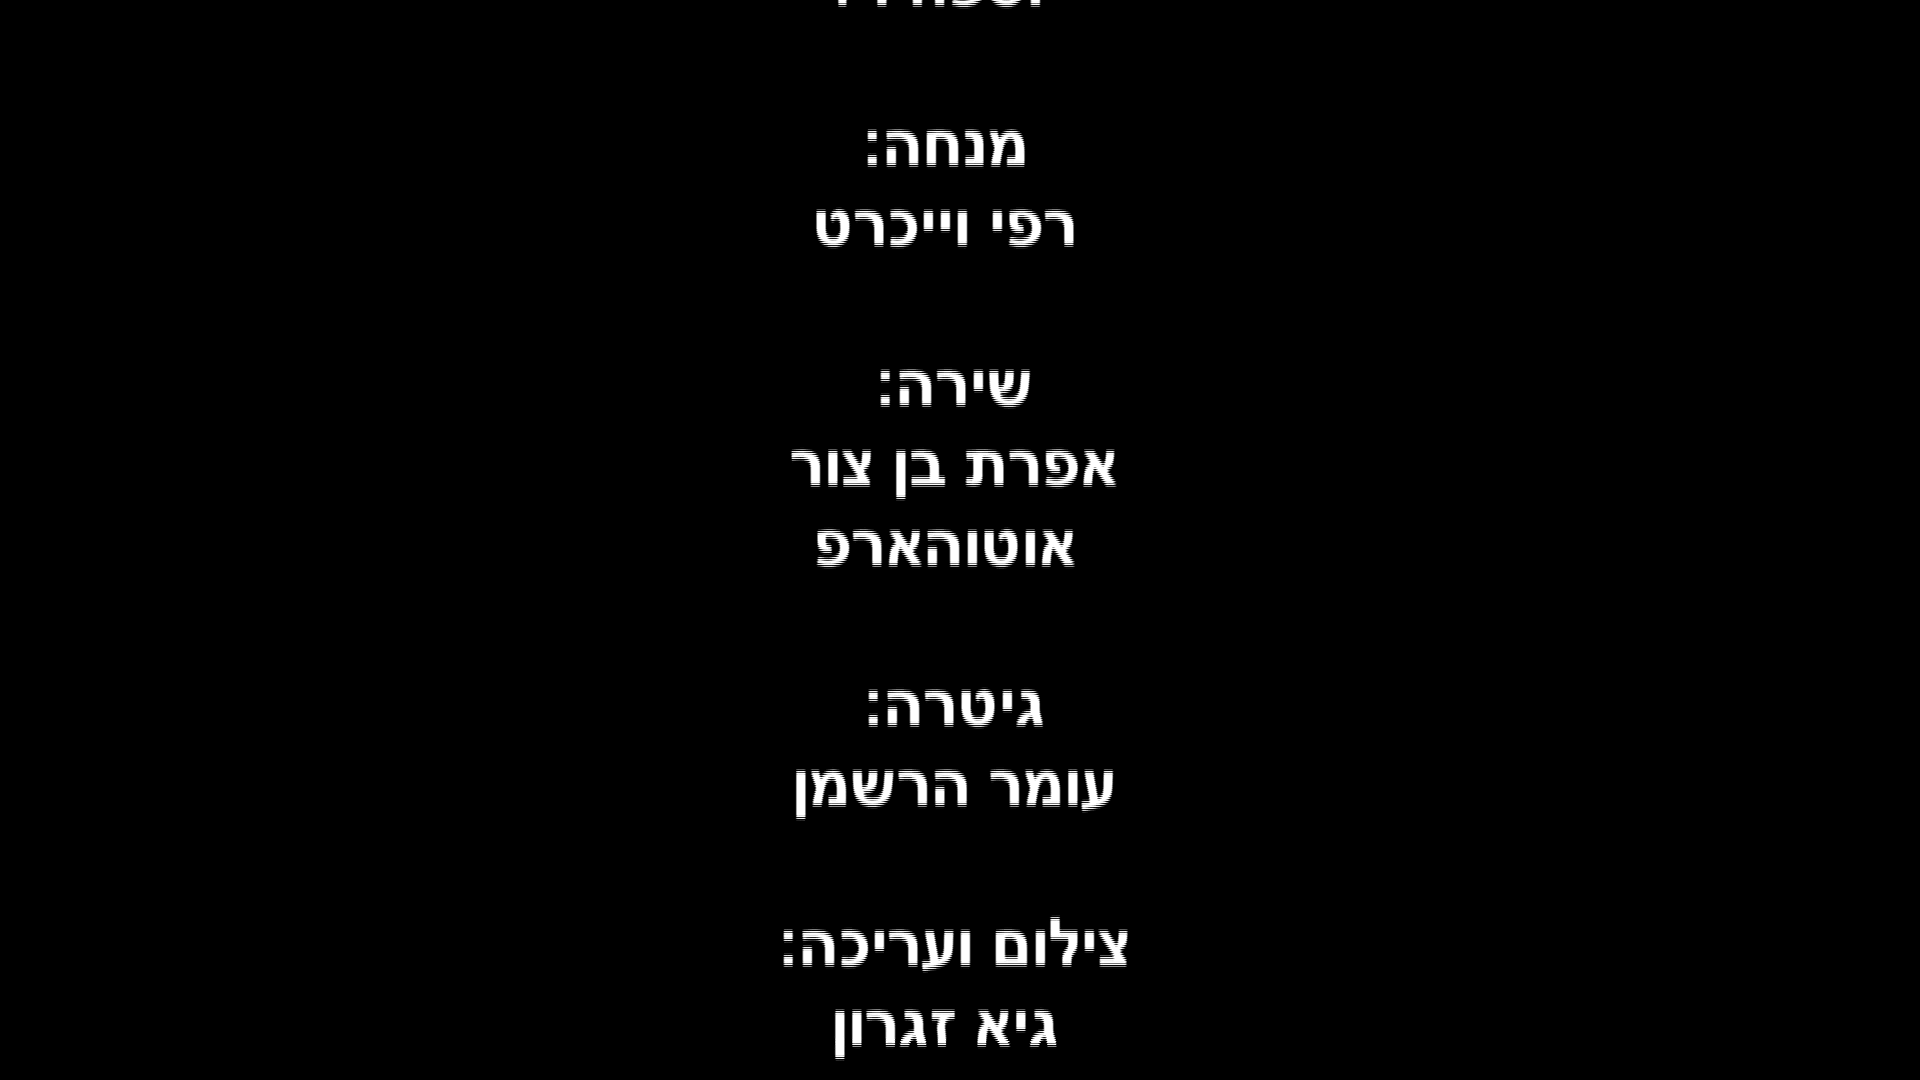 מנחה:
רפי וייכרט
שירה:
אפרת בן צור
אוטוהארפ
גיטרה:
עומר הרשמן
צילום ועריכה:
גיא זגרון